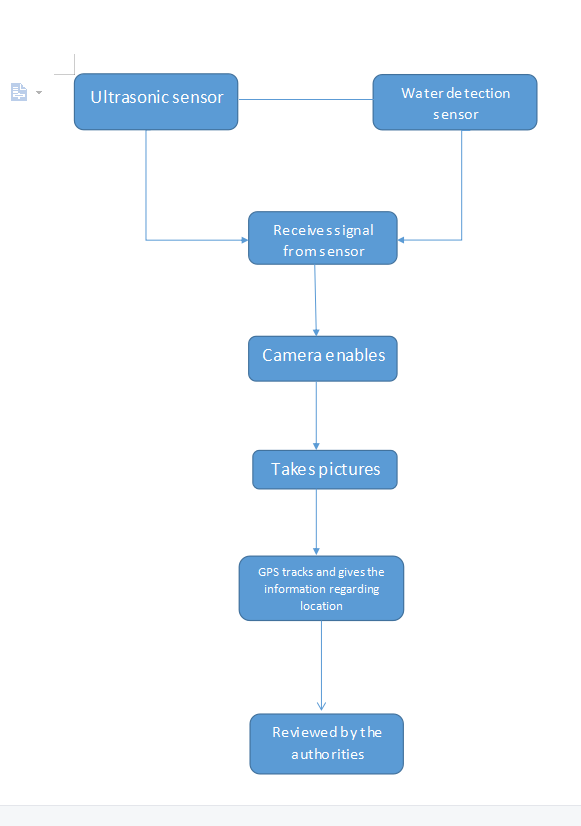 Ultrasonic sensor
Water detection
sensor
Receives signal
from sensor
Camera enables
Takes pictures
GPS tracks and gives the
information regarding
location
Reviewed by the
authorities